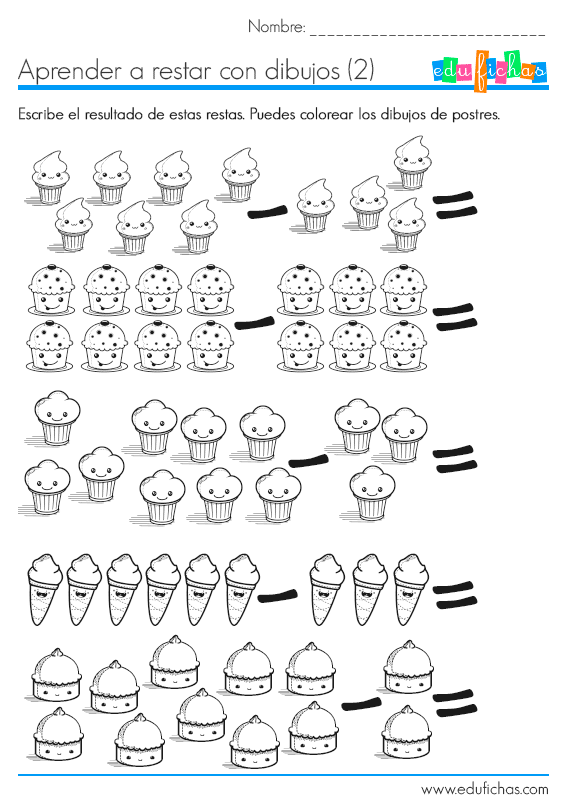 Nombre: ___________________________
Aprender a restar con dibujos (2)
edufichas
Escribe el resultado de estas restas. Puedes colorear los dibujos de postres.
www.edufichas.com